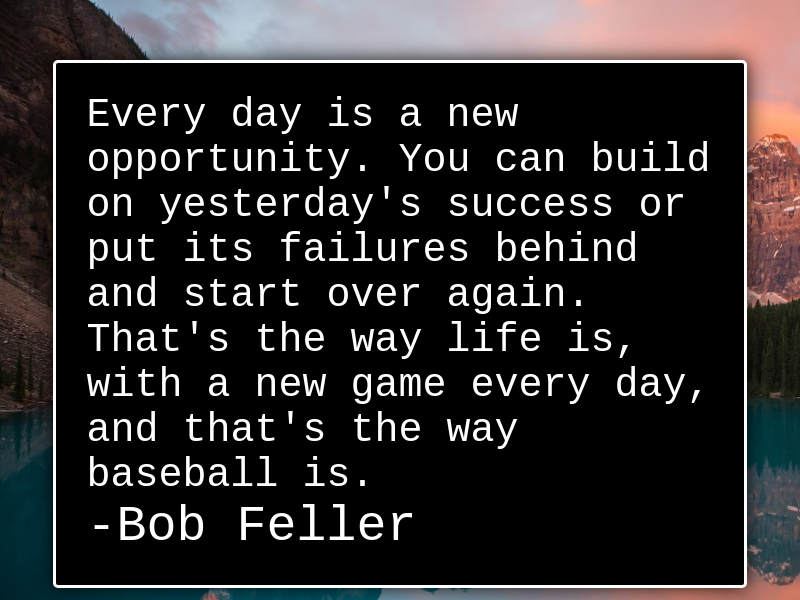 Every day is a new
opportunity. You can build
on yesterday's success or
put its failures behind
and start over again.
That's the way life is,
with a new game every day,
and that's the way
baseball is.
-Bob Feller